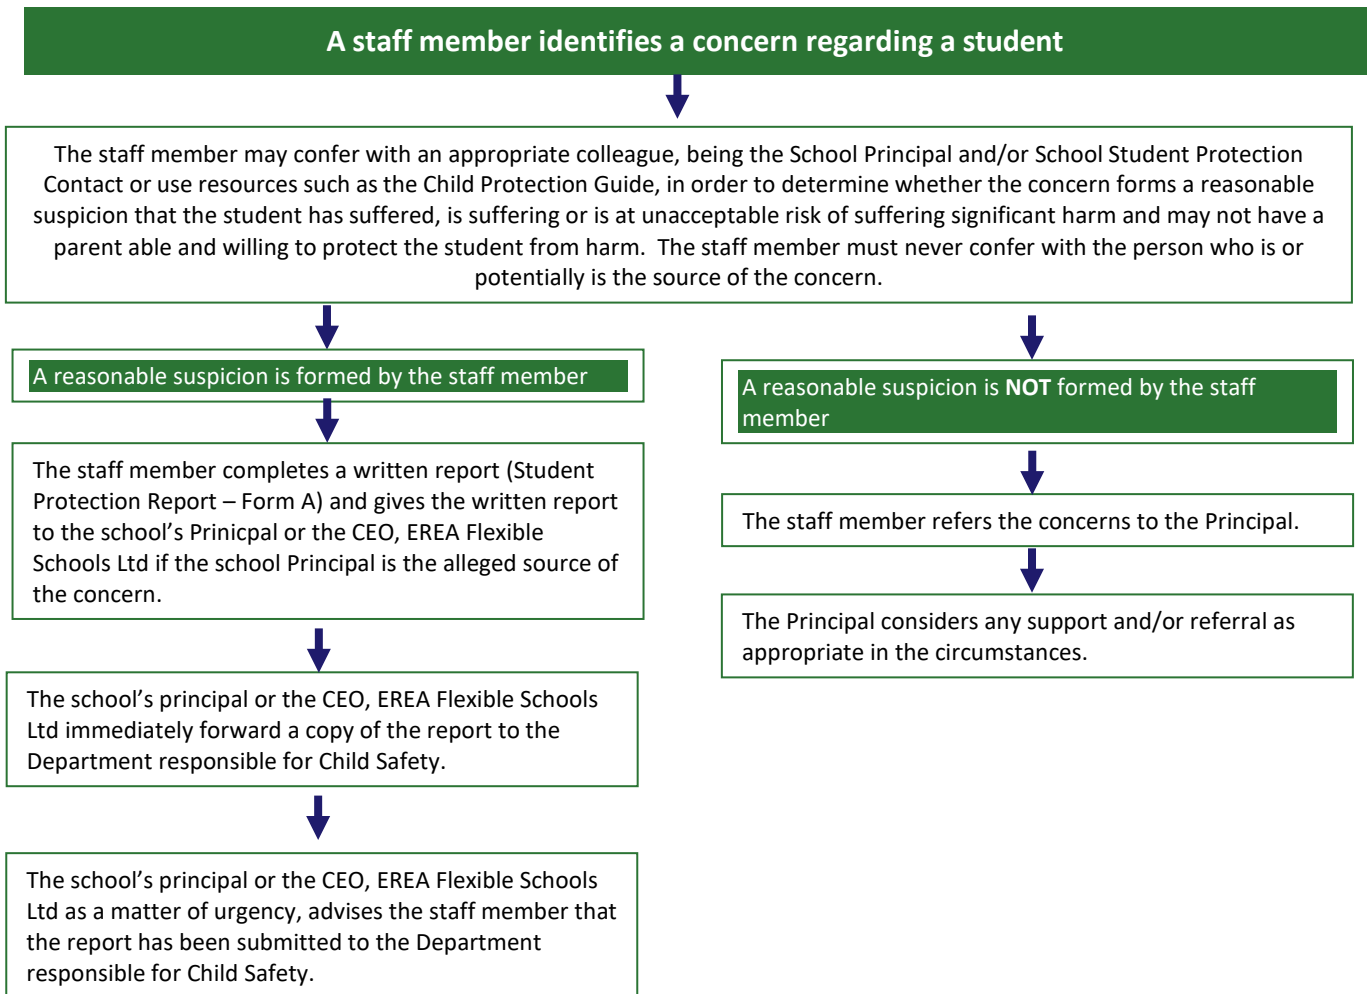 A staff member identifies a concern regarding a student
The staff member may confer with an appropriate colleague, being the School Principal and/or School Student Protection
Contact or use resources such as the Child Protection Guide, in order to determine whether the concern forms a reasonable
suspicion that the student has suffered, is suffering or is at unacceptable risk of suffering significant harm and may not have a
parent able and willing to protect the student from harm.  The staff member must never confer with the person who is or
potentially is the source of the concern.
A reasonable suspicion is formed by the staff member
The staff member completes a written report (Student
Protection Report – Form A) and gives the written report
to the school’s Prinicpal or the CEO, EREA Flexible
Schools Ltd if the school Principal is the alleged source of
the concern.
The school’s principal or the CEO, EREA Flexible Schools
Ltd immediately forward a copy of the report to the
Department responsible for Child Safety.
The school’s principal or the CEO, EREA Flexible Schools
Ltd as a matter of urgency, advises the staff member that
the report has been submitted to the Department
responsible for Child Safety.
A reasonable suspicion is NOT formed by the staff
member
The staff member refers the concerns to the Principal.
The Principal considers any support and/or referral as
appropriate in the circumstances.